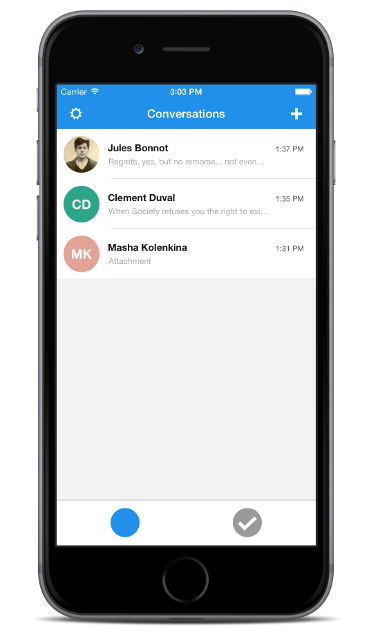 Carrier 3:03 PM
Conversations
Jules Bonnot 1:37 PM
Regrets, yes, but no remorse... not even...
CD Clement Duval 1:35 PM
When Society refuses you the right to exi...
MK Masha Kolenkina 1:31 PM
Attachment